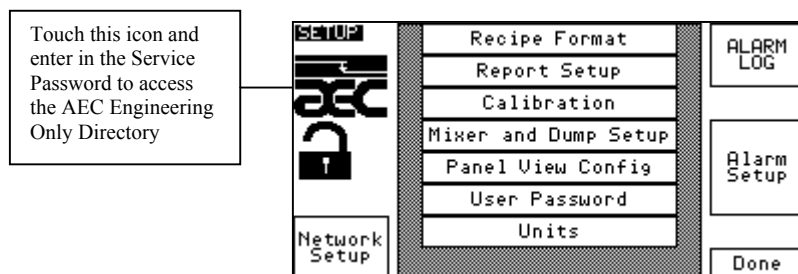 Touch this icon and
enter in the Service
Password to access
the AEC Engineering
Only Directory
SETUP
aec
Network
Setup
Recipe Format
Report Setup
Calibration
Mixer and Dump Setup
Panel View Config
User Password
Units
ALARM
LOG
Alarm
Setup
Done